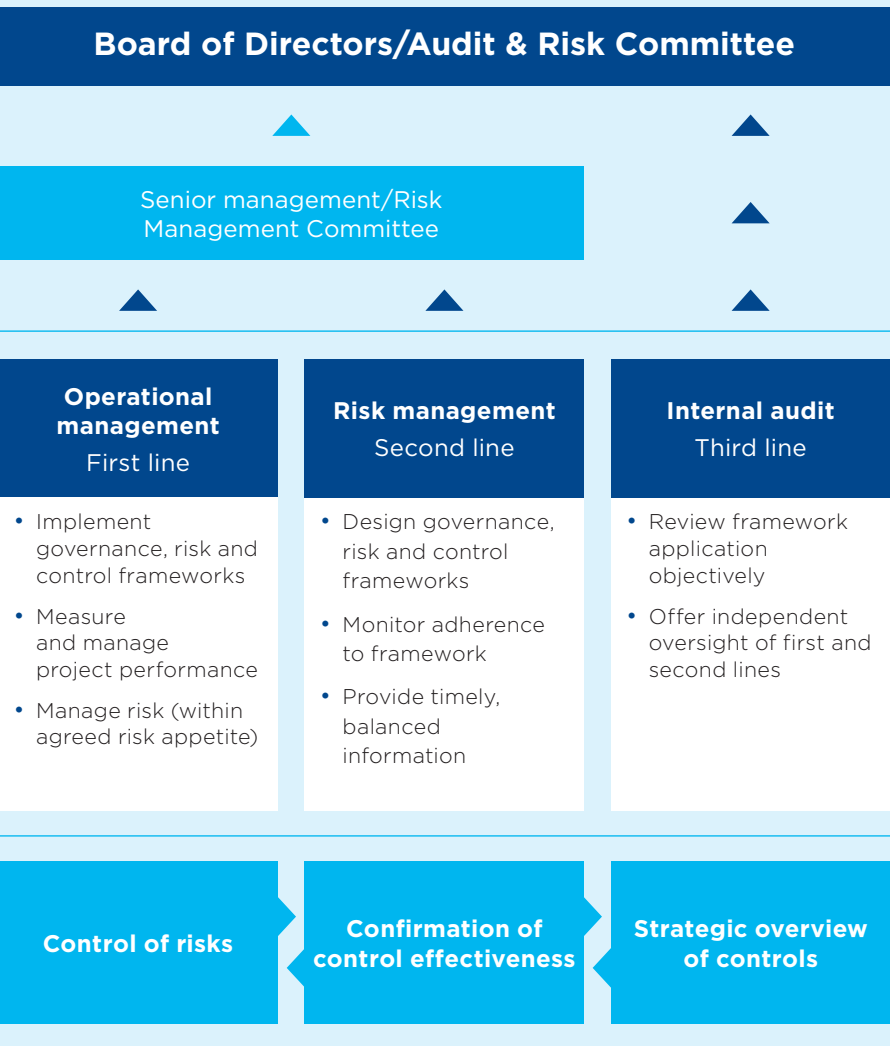 Board of Directors/Audit & Risk Committee
Senior management/Risk
Management Committee
Operational
management
First line
• Implement
governance, risk and
control frameworks
• Measure
and manage
project performance
• Manage risk (within
agreed risk appetite)
Risk management
Second line
• Design governance,
risk and control
frameworks
• Monitor adherence
to framework
• Provide timely,
balanced
information
Internal audit
Third line
• Review framework
application
objectively
• Offer independent
oversight of first and
second lines
Control of risks
Confirmation of
control effectiveness
Strategic overview
of controls